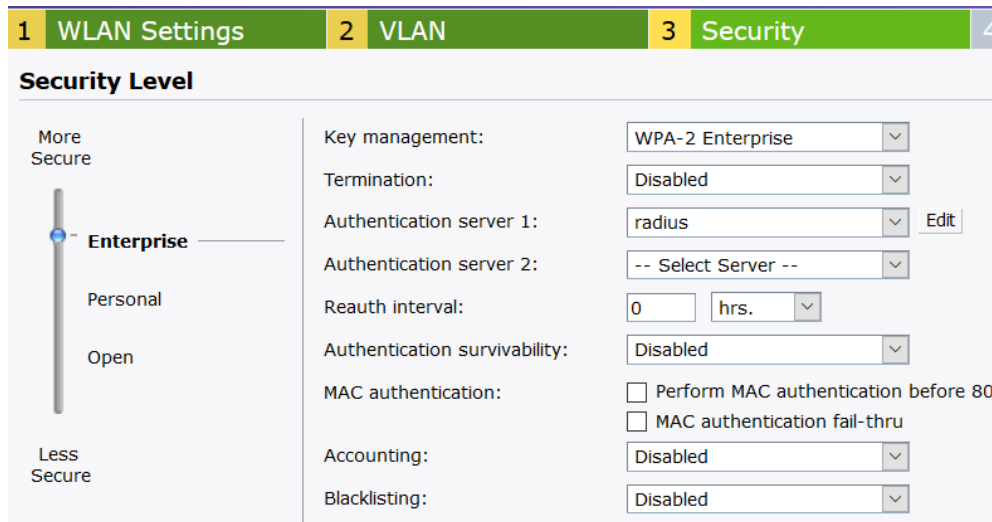 1 WLAN Settings 2 VLAN 3 Security 4
Security Level
More
Secure
Enterprise
Personal
Open
Less
Secure
Key management: WPA-2 Enterprise
Termination: Disabled
Authentication server 1: radius Edit
Authentication server 2: -- Select Server --
Reauth interval: 0 hrs.
Authentication survivability: Disabled
MAC authentication: Perform MAC authentication before 80
MAC authentication fail-thru
Accounting: Disabled
Blacklisting: Disabled